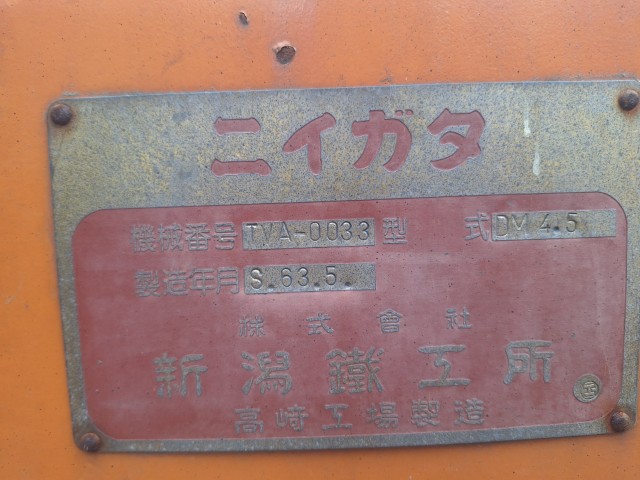 ニイガタ
機械番号 TVA-0033 型 式 DM 4.5
製造年月 S.63.5.
株式會社
新潟鐵工所
高崎工場製造